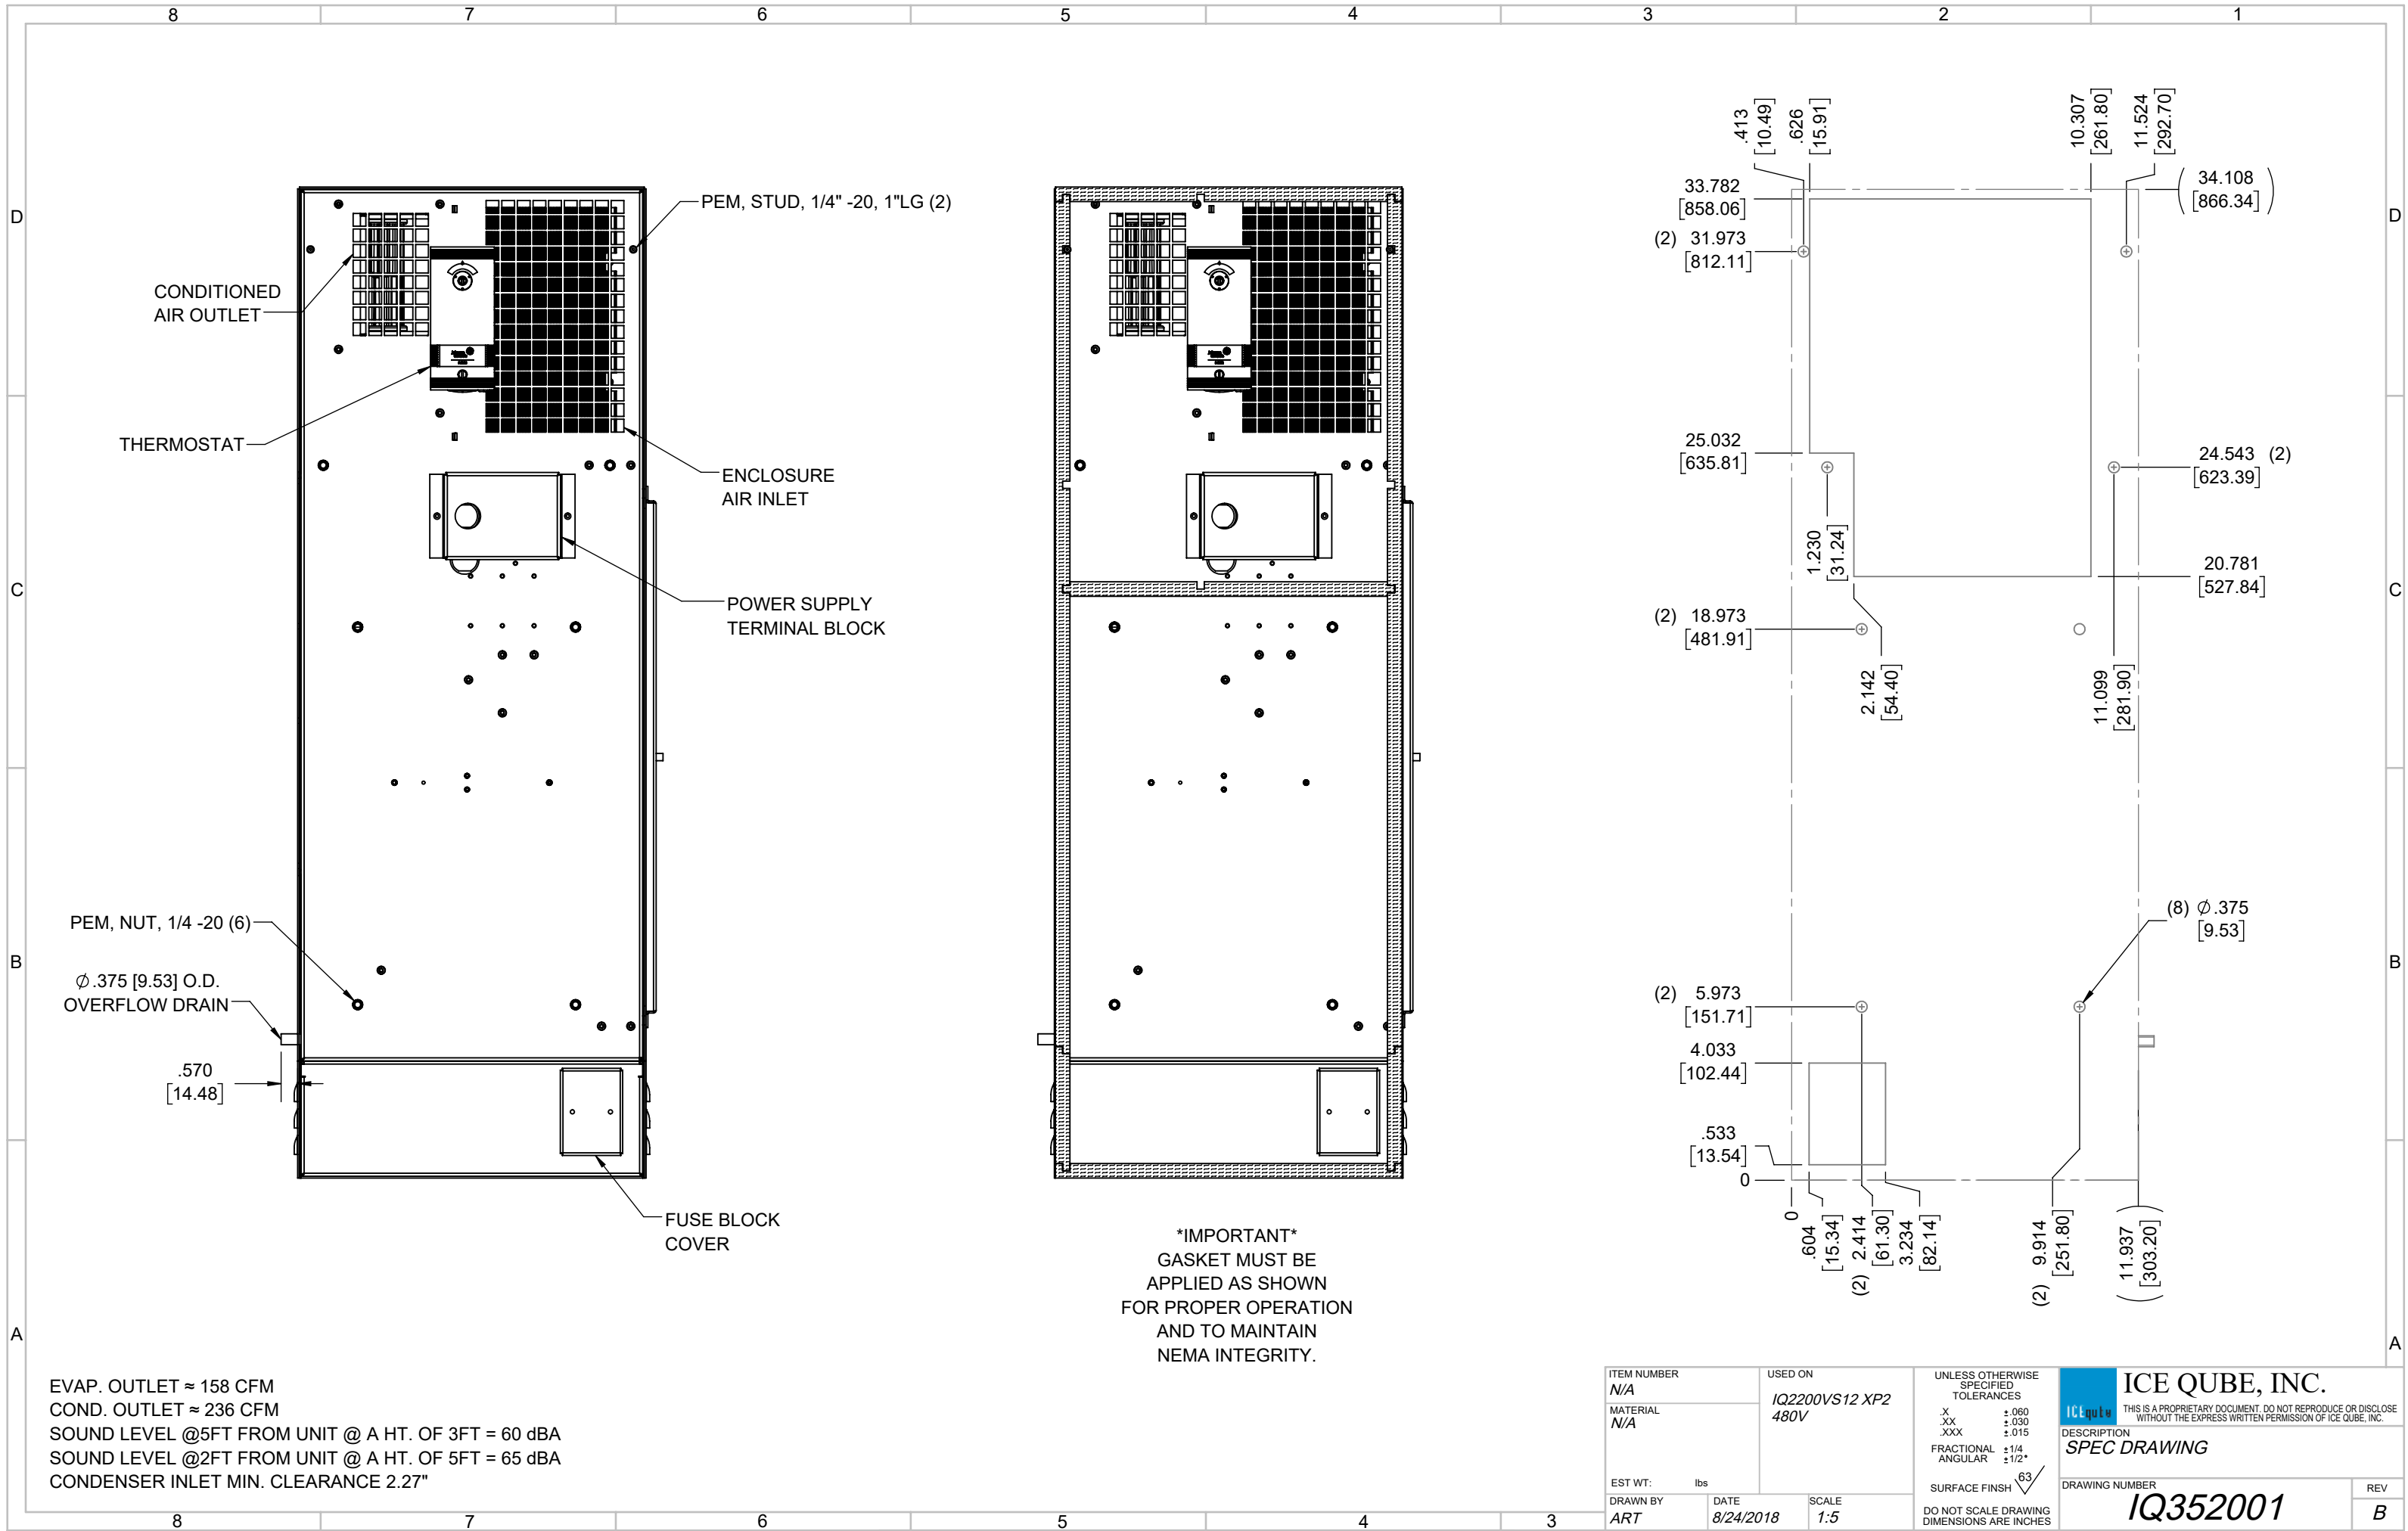 8 7 6 5 4 3 2 1
D
D
C
C
B
B
A
A
PEM, STUD, 1/4" -20, 1"LG (2)
CONDITIONED
AIR OUTLET
THERMOSTAT
ENCLOSURE
AIR INLET
POWER SUPPLY
TERMINAL BLOCK
PEM, NUT, 1/4 -20 (6)
∅.375 [9.53] O.D.
OVERFLOW DRAIN
.570
[14.48]
FUSE BLOCK
COVER
*IMPORTANT*
GASKET MUST BE
APPLIED AS SHOWN
FOR PROPER OPERATION
AND TO MAINTAIN
NEMA INTEGRITY.
.413
[10.49]
.626
[15.91]
10.307
[261.80]
11.524
[292.70]
33.782
[858.06]
(34.108
[866.34])
(2) 31.973
[812.11]
25.032
[635.81]
24.543 (2)
[623.39]
1.230
[31.24]
20.781
[527.84]
(2) 18.973
[481.91]
2.142
[54.40]
11.099
[281.90]
(8) ∅.375
[9.53]
(2) 5.973
[151.71]
4.033
[102.44]
.533
[13.54]
0
0
.604
[15.34]
(2) 2.414
[61.30]
3.234
[82.14]
(2) 9.914
[251.80]
(11.937
[303.20])
EVAP. OUTLET ≈ 158 CFM
COND. OUTLET ≈ 236 CFM
SOUND LEVEL @5FT FROM UNIT @ A HT. OF 3FT = 60 dBA
SOUND LEVEL @2FT FROM UNIT @ A HT. OF 5FT = 65 dBA
CONDENSER INLET MIN. CLEARANCE 2.27"
ITEM NUMBER
N/A
MATERIAL
N/A
EST WT: lbs
DRAWN BY
ART
DATE
8/24/2018
SCALE
1:5
USED ON
IQ2200VS12 XP2
480V
UNLESS OTHERWISE
SPECIFIED
TOLERANCES
.X ±.060
.XX ±.030
.XXX ±.015
FRACTIONAL ±1/4
ANGULAR ±1/2°
SURFACE FINSH 63
DO NOT SCALE DRAWING
DIMENSIONS ARE INCHES
ICEqube
ICE QUBE, INC.
THIS IS A PROPRIETARY DOCUMENT. DO NOT REPRODUCE OR DISCLOSE
WITHOUT THE EXPRESS WRITTEN PERMISSION OF ICE QUBE, INC.
DESCRIPTION
SPEC DRAWING
DRAWING NUMBER
IQ352001
REV
B
8 7 6 5 4 3